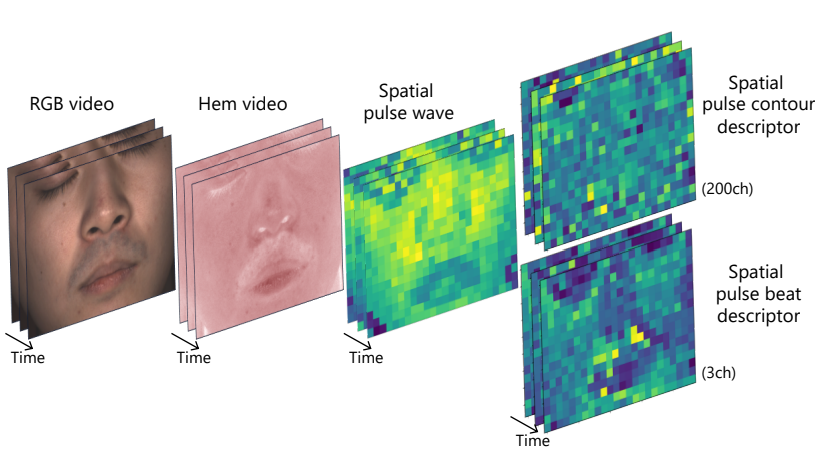 RGB video
Hem video
Spatial
pulse wave
Spatial
pulse contour
descriptor
(200ch)
Spatial
pulse beat
descriptor
(3ch)
Time
Time
Time
Time